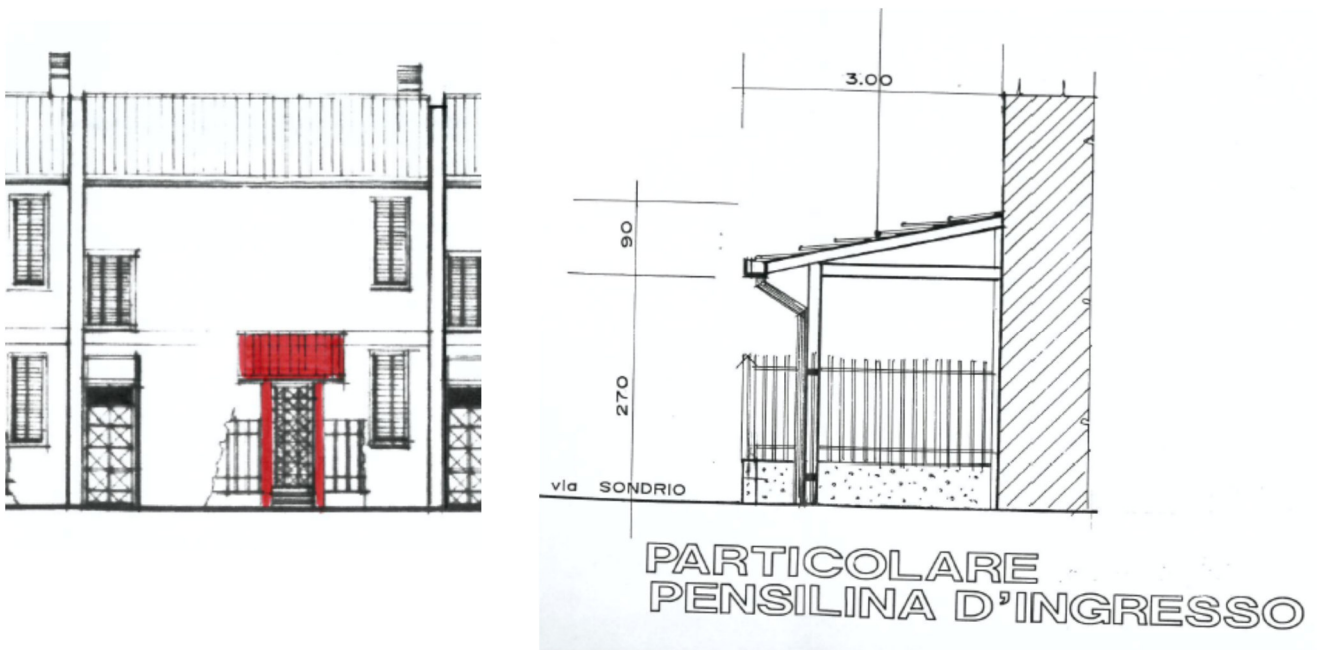 3.00
90
270
via SONDRIO
PARTICOLARE
PENSILINA D'INGRESSO